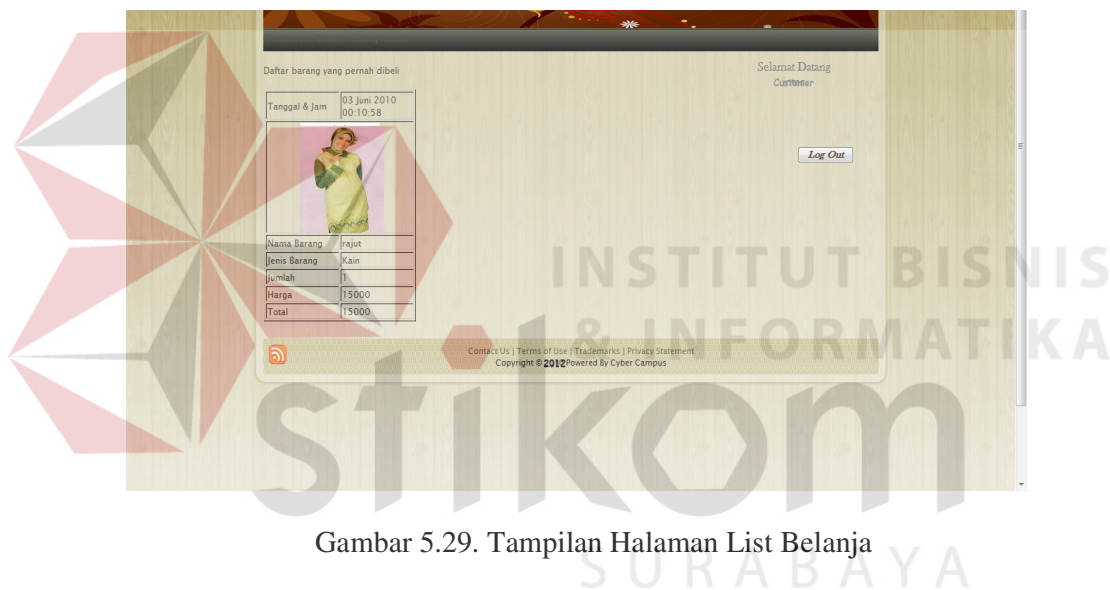 Daftar barang yang pernah dibeli
Selamat Datang
Customer
Tanggal & Jam 03 Juni 2010 00:10:58
Log Out
Nama Barang rajut
Jenis Barang Kain
Jumlah 1
Harga 15000
Total 15000
Contact Us | Terms of Use | Trademarks | Privacy Statement
Copyright © 2012 Powered By Cyber Campus
INSTITUT BISNIS
& INFORMATIKA
stikom
SURABAYA
Gambar 5.29. Tampilan Halaman List Belanja